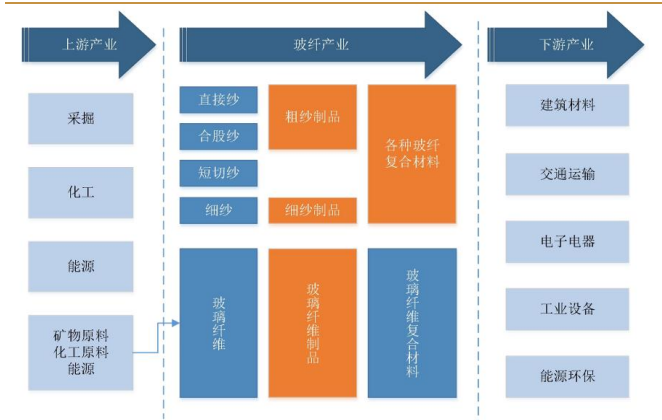 上游产业
玻纤产业
下游产业
采掘
化工
能源
矿物原料
化工原料
能源
直接纱
合股纱
短切纱
细纱
粗纱制品
细纱制品
各种玻纤
复合材料
玻璃纤维
玻璃纤维制品
玻璃纤维复合材料
建筑材料
交通运输
电子电器
工业设备
能源环保